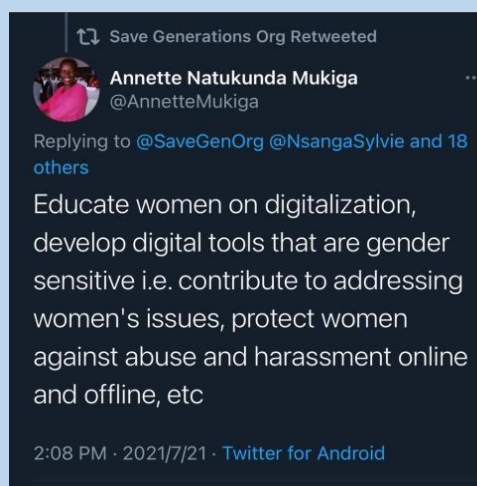 Save Generations Org Retweeted
Annette Natukunda Mukiga
@AnnetteMukiga
Replying to @SaveGenOrg @NsangaSylvie and 18
others
Educate women on digitalization,
develop digital tools that are gender
sensitive i.e. contribute to addressing
women's issues, protect women
against abuse and harassment online
and offline, etc
2:08 PM · 2021/7/21 · Twitter for Android